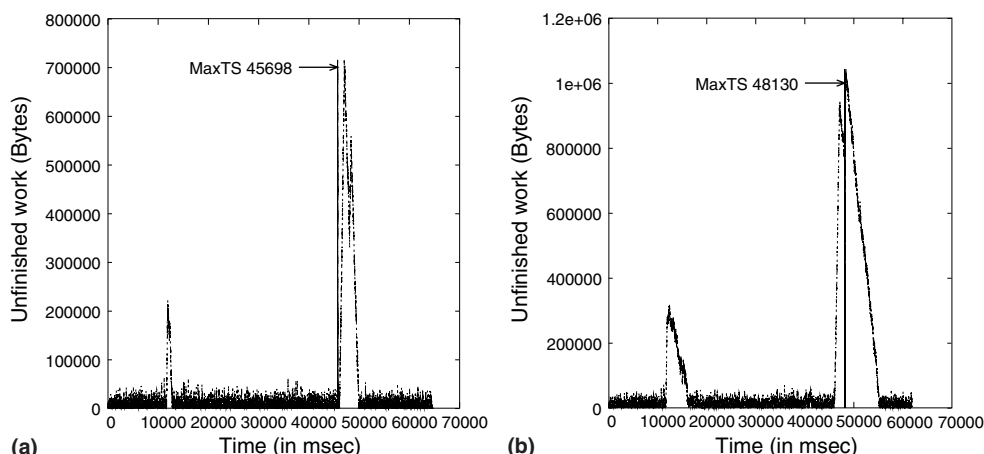 800000
700000
600000
500000
400000
300000
200000
100000
0
Unfinished work (Bytes)
MaxTS 45698
0 10000 20000 30000 40000 50000 60000 70000
Time (in msec)
(a)
1.2e+06
1e+06
800000
600000
400000
200000
0
Unfinished work (Bytes)
MaxTS 48130
0 10000 20000 30000 40000 50000 60000 70000
Time (in msec)
(b)